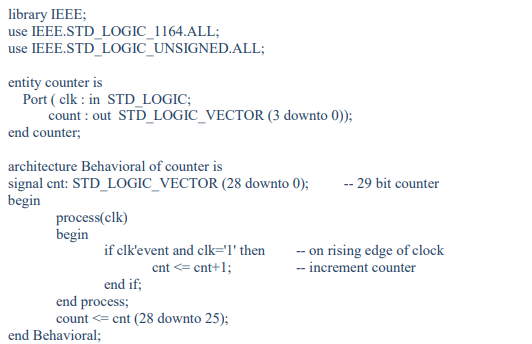 library IEEE;
use IEEE.STD_LOGIC_1164.ALL;
use IEEE.STD_LOGIC_UNSIGNED.ALL;

entity counter is
    Port ( clk : in  STD_LOGIC;
           count : out  STD_LOGIC_VECTOR (3 downto 0));
end counter;

architecture Behavioral of counter is
signal cnt: STD_LOGIC_VECTOR (28 downto 0);        -- 29 bit counter
begin
        process(clk)
        begin
                if clk'event and clk='1' then        -- on rising edge of clock
                        cnt <= cnt+1;                -- increment counter
                end if;
        end process;
        count <= cnt (28 downto 25);
end Behavioral;